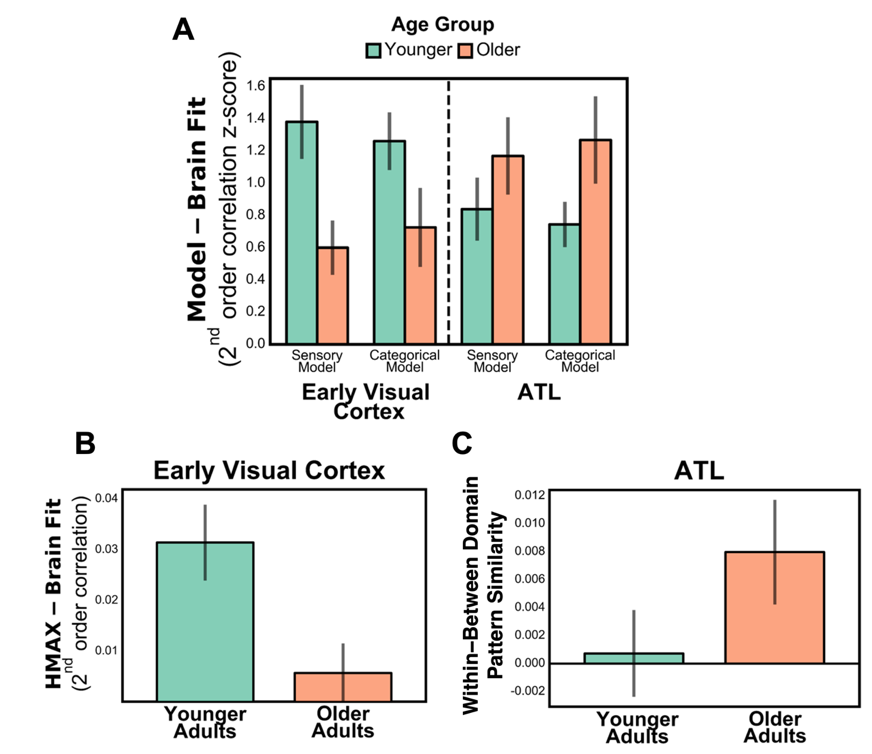 A
Age Group
Younger Older
Model – Brain Fit
(2nd order correlation z-score)
1.6
1.4
1.2
1.0
0.8
0.6
0.4
0.2
0.0
Sensory Categorical Sensory Categorical
Model Model Model Model
Early Visual ATL
Cortex
B
Early Visual Cortex
HMAX – Brain Fit
(2nd order correlation)
0.04
0.03
0.02
0.01
Younger Older
Adults Adults
C
ATL
Within–Between Domain
Pattern Similarity
0.012
0.010
0.008
0.006
0.004
0.002
0.000
-0.002
Younger Older
Adults Adults